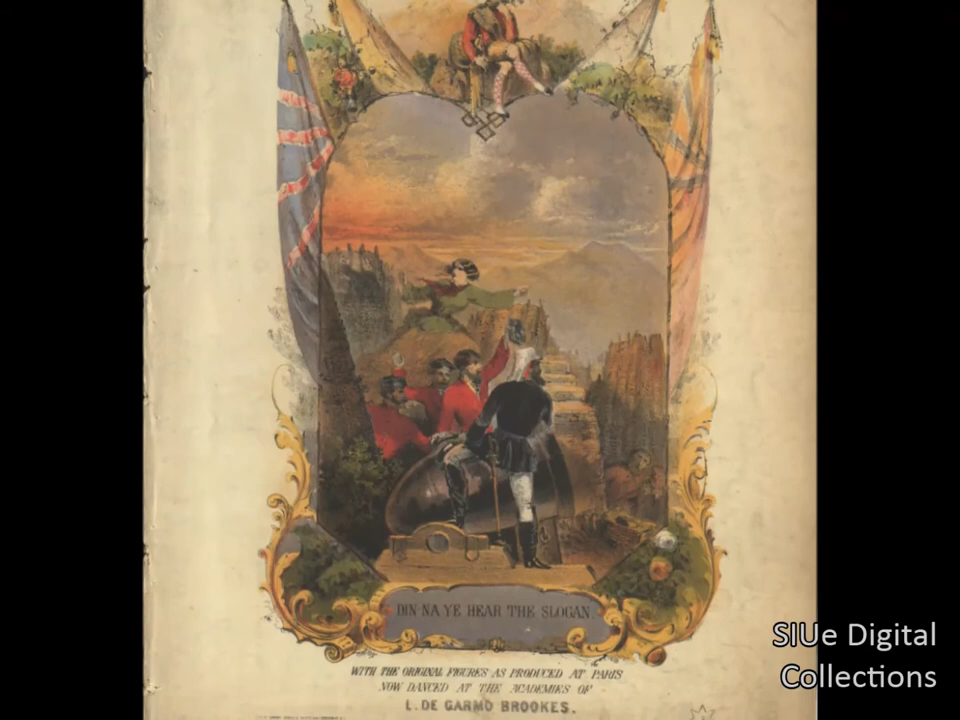 DIN-NA YE HEAR THE SLOGAN.
WITH THE ORIGINAL FIGURES AS PRODUCED AT PARIS
NOW DANCED AT THE ACADEMIES OF
L. DE GARMO BROOKES.
SIUe Digital
Collections